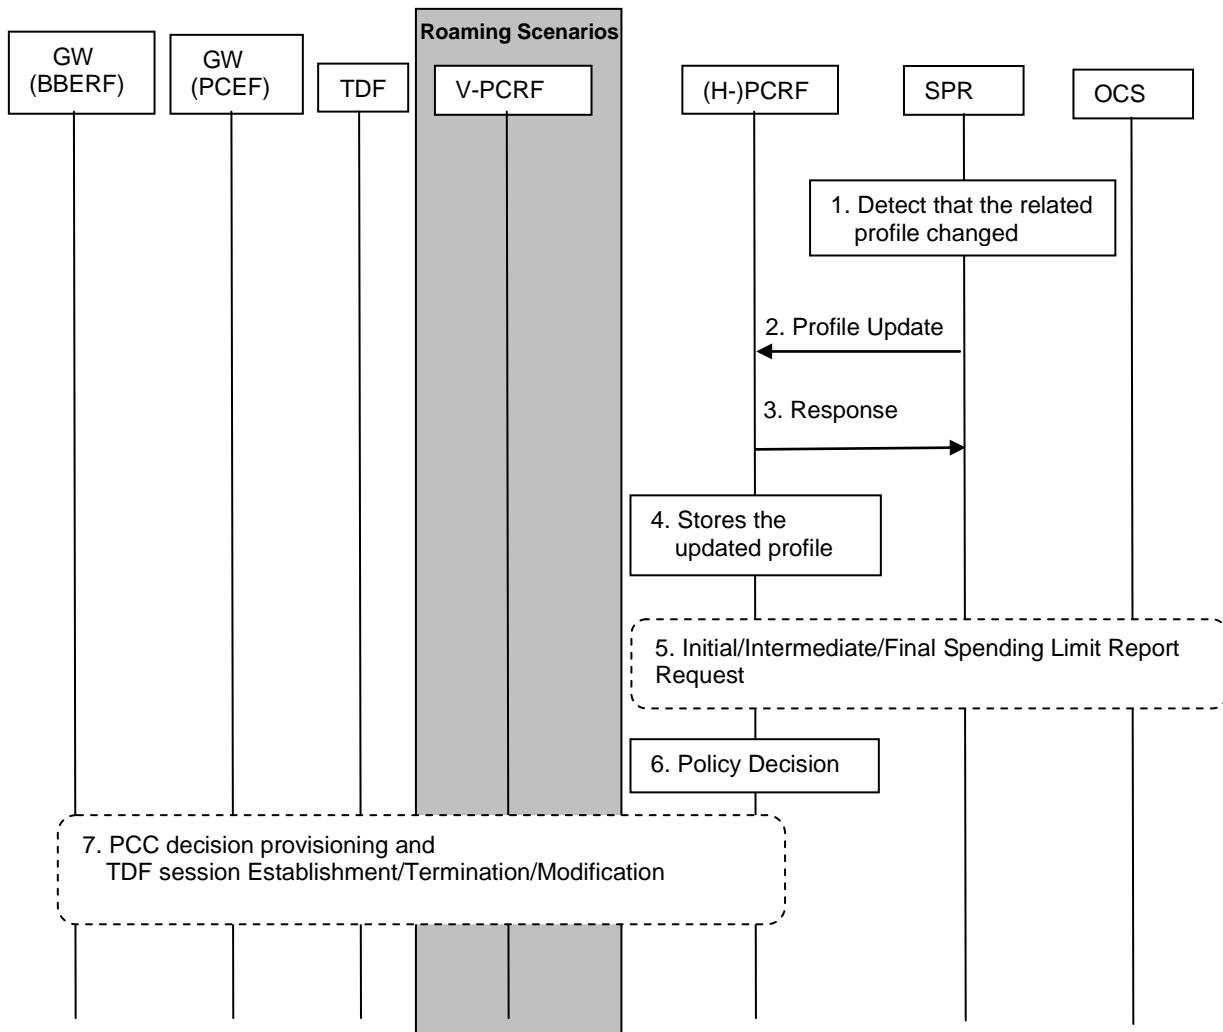 Roaming Scenarios
GW
(BBERF)
GW
(PCEF)
TDF
V-PCRF
(H-)PCRF
SPR
OCS
1. Detect that the related
profile changed
2. Profile Update
3. Response
4. Stores the
updated profile
5. Initial/Intermediate/Final Spending Limit Report
Request
6. Policy Decision
7. PCC decision provisioning and
TDF session Establishment/Termination/Modification